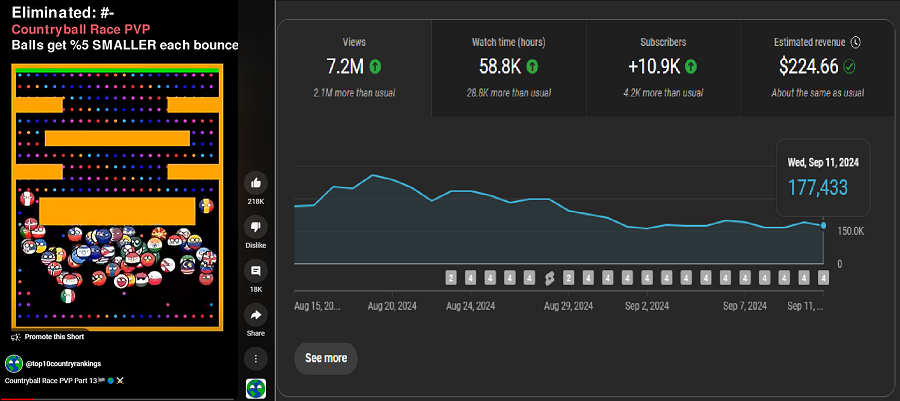 Eliminated: #-
Countryball Race PVP
Balls get %5 SMALLER each bounce
218K
Dislike
18K
Share
Promote this Short
@top10countryrankings
Countryball Race PVP Part 13
Views
7.2M
2.1M more than usual
Watch time (hours)
58.8K
28.8K more than usual
Subscribers
+10.9K
4.2K more than usual
Estimated revenue
$224.66
About the same as usual
Wed, Sep 11, 2024
177,433
150.0K
0
2 4 4 4 4 2 4 4 4 4 4 4 4 4 4 4 4 4 4
Aug 15, 20... Aug 20, 2024 Aug 24, 2024 Aug 29, 2024 Sep 2, 2024 Sep 7, 2024 Sep 11, ...
See more